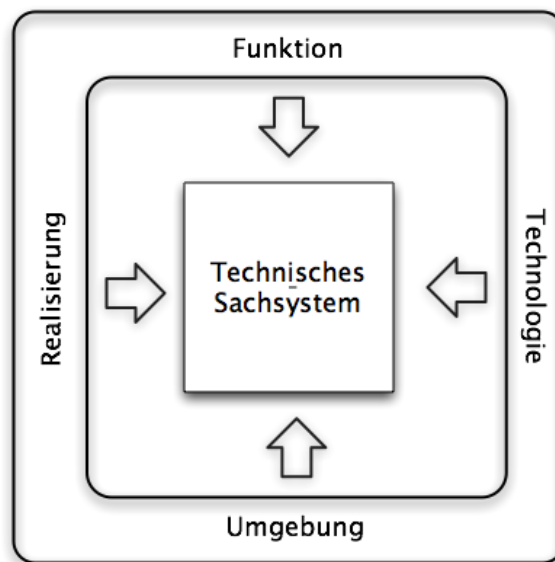 Funktion
Realisierung
Technisches
Sachsystem
Technologie
Umgebung